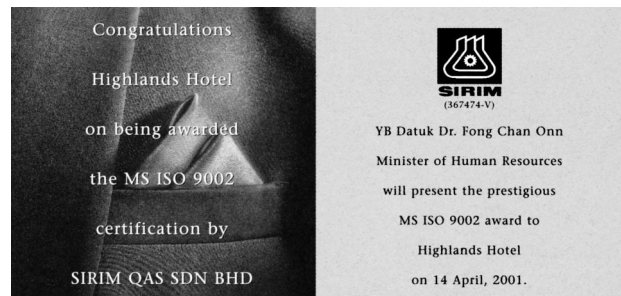 Congratulations
Highlands Hotel
on being awarded
the MS ISO 9002
certification by
SIRIM QAS SDN BHD
SIRIM
(367474-V)
YB Datuk Dr. Fong Chan Onn
Minister of Human Resources
will present the prestigious
MS ISO 9002 award to
Highlands Hotel
on 14 April, 2001.